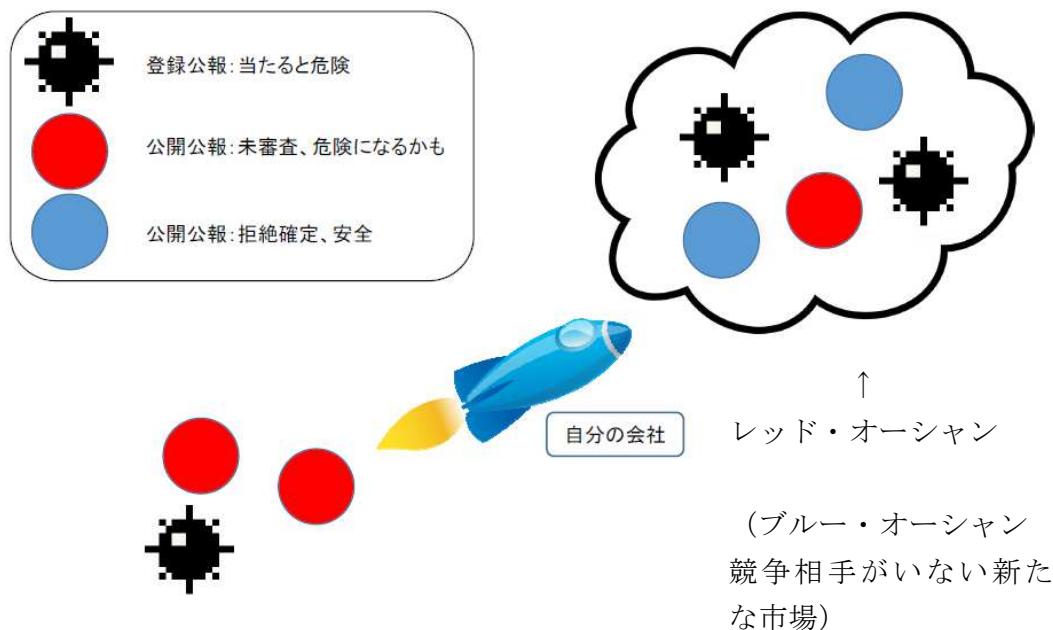 登録公報：当たると危険
公開公報：未審査、危険になるかも
公開公報：拒絶確定、安全
自分の会社
↑
レッド・オーシャン
（ブルー・オーシャン
競争相手がいない新た
な市場）